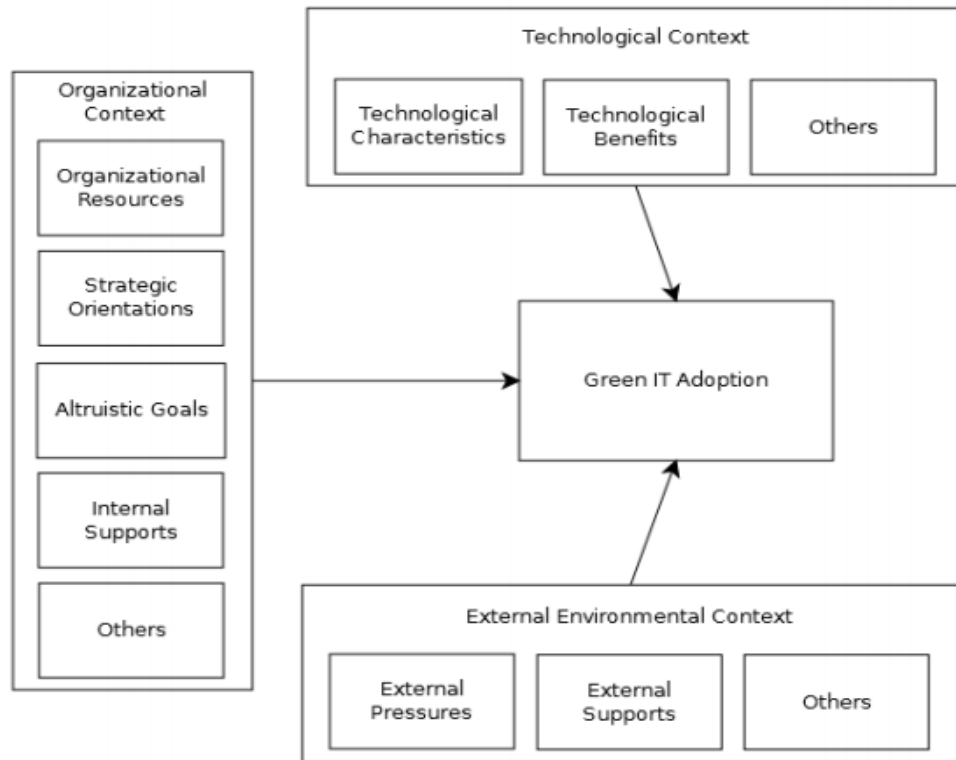 Technological Context
Technological
Characteristics
Technological
Benefits
Others
Organizational
Context
Organizational
Resources
Strategic
Orientations
Altruistic Goals
Internal
Supports
Others
Green IT Adoption
External Environmental Context
External
Pressures
External
Supports
Others